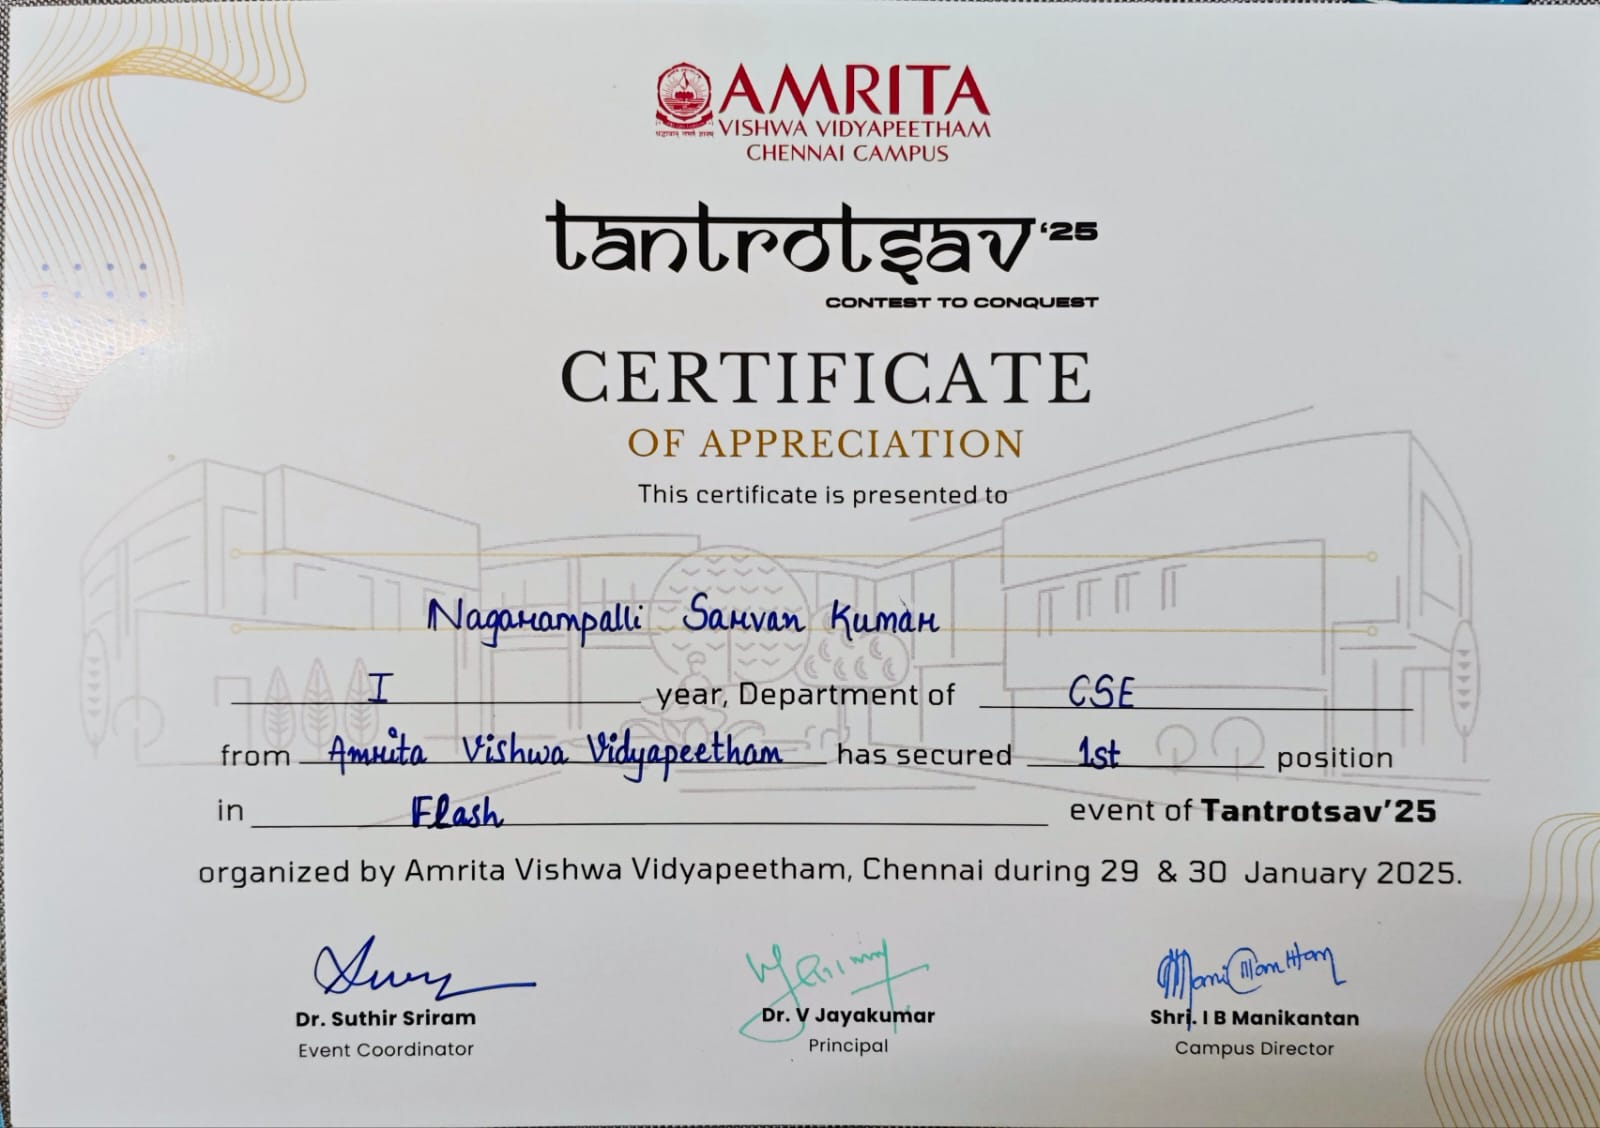 AMRITA
VISHWA VIDYAPEETHAM
CHENNAI CAMPUS
tantrotsav '25
CONTEST TO CONQUEST
CERTIFICATE
OF APPRECIATION
This certificate is presented to
Nagarampalli Sarvan Kumar
I year, Department of CSE
from Amrita Vishwa Vidyapeetham has secured 1st position
in Flash event of Tantrotsav'25
organized by Amrita Vishwa Vidyapeetham, Chennai during 29 & 30 January 2025.
Dr. Suthir Sriram Dr. V Jayakumar Shri. I B Manikantan
Event Coordinator Principal Campus Director